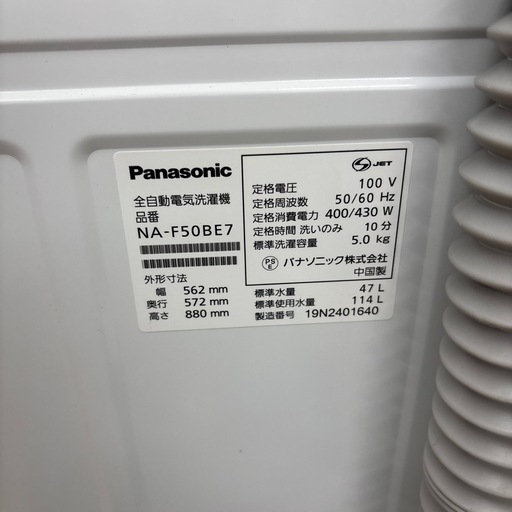 Panasonic
全自動電気洗濯機
品番
NA-F50BE7
外形寸法
幅 562 mm
奥行 572 mm
高さ 880 mm
S JET
定格電圧 100 V
定格周波数 50/60 Hz
定格消費電力 400/430 W
定格時間 洗いのみ 10 分
標準洗濯容量 5.0 kg
PS E パナソニック株式会社
中国製
標準水量 47 L
標準使用水量 114 L
製造番号 19N2401640